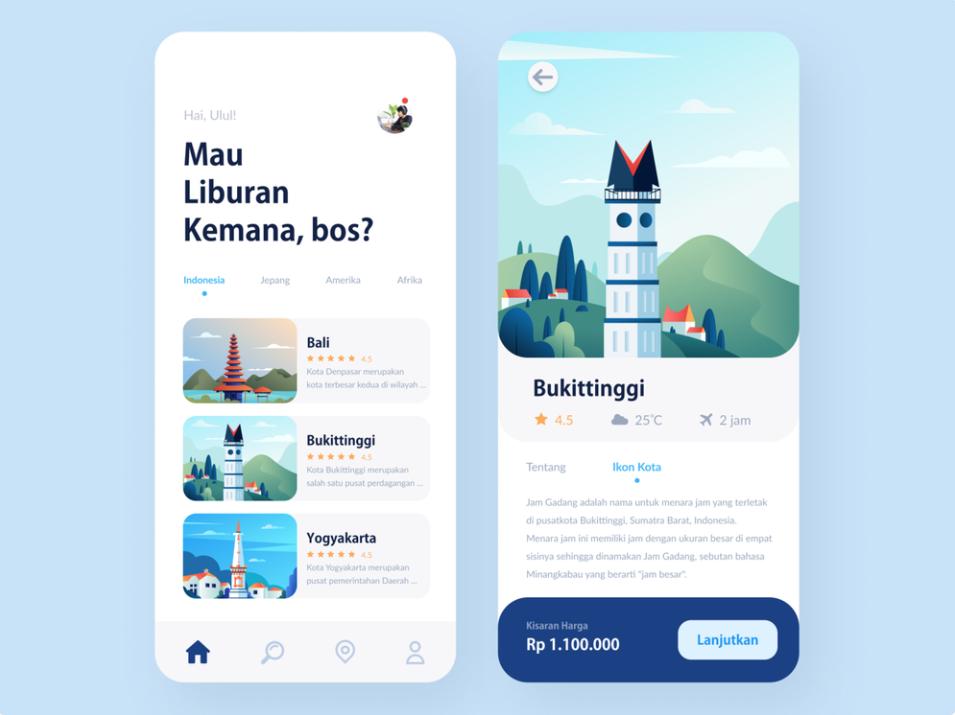 Hai, Ulul!
Mau
Liburan
Kemana, bos?
Indonesia
Jepang
Amerika
Afrika
Bali
4.5
Kota Denpasar merupakan
kota terbesar kedua di wilayah ...
Bukittinggi
4.5
Kota Bukittinggi merupakan
salah satu pusat perdagangan ...
Yogyakarta
4.5
Kota Yogyakarta merupakan
pusat pemerintahan Daerah ...
Bukittinggi
4.5
25°C
2 jam
Tentang
Ikon Kota
Jam Gadang adalah nama untuk menara jam yang terletak
di pusatkota Bukittinggi, Sumatra Barat, Indonesia.
Menara jam ini memiliki jam dengan ukuran besar di empat
sisinya sehingga dinamakan Jam Gadang, sebutan bahasa
Minangkabau yang berarti "jam besar".
Kisaran Harga
Rp 1.100.000
Lanjutkan